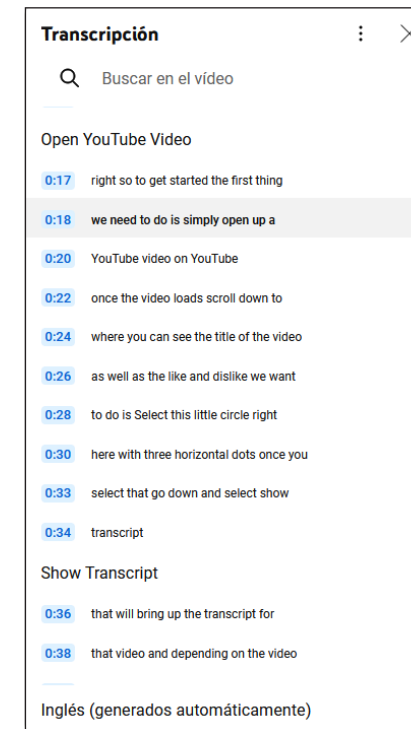 Transcripción
Buscar en el vídeo
Open YouTube Video
0:17 right so to get started the first thing
0:18 we need to do is simply open up a
0:20 YouTube video on YouTube
0:22 once the video loads scroll down to
0:24 where you can see the title of the video
0:26 as well as the like and dislike we want
0:28 to do is Select this little circle right
0:30 here with three horizontal dots once you
0:33 select that go down and select show
0:34 transcript
Show Transcript
0:36 that will bring up the transcript for
0:38 that video and depending on the video
Inglés (generados automáticamente)